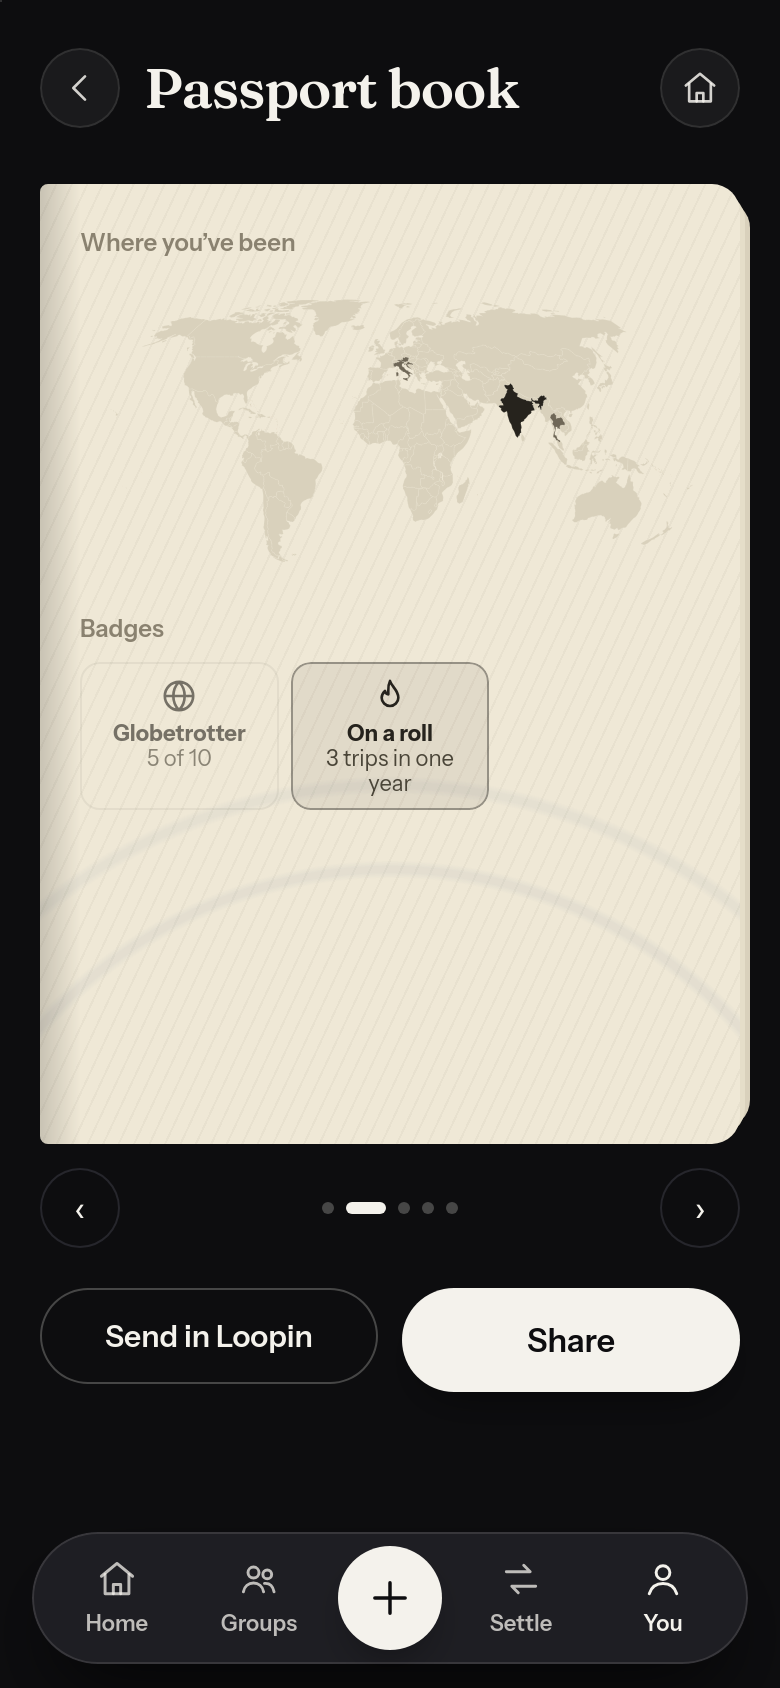 Passport book
Where you’ve been
Badges
Globetrotter
5 of 10
On a roll
3 trips in one
year
‹
›
Send in Loopin
Share
Home
Groups
Settle
You